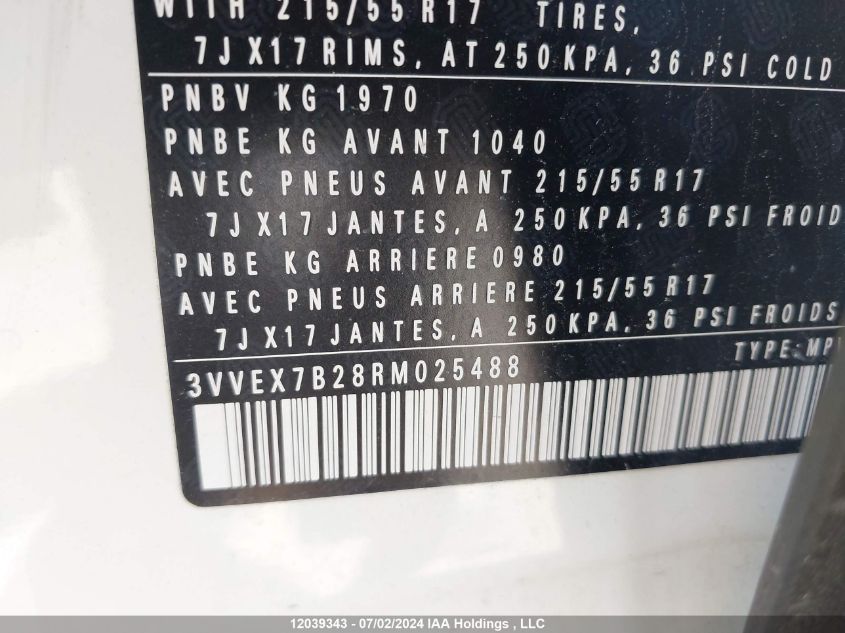 WITH 215/55 R17 TIRES,
7J X17 RIMS, AT 250 KPA, 36 PSI COLD
PNBV KG 1970
PNBE KG AVANT 1040
AVEC PNEUS AVANT 215/55 R17
7J X17 JANTES, A 250 KPA, 36 PSI FROID
PNBE KG ARRIERE 0980
AVEC PNEUS ARRIERE 215/55 R17
7J X17 JANTES, A 250 KPA, 36 PSI FROIDS
TYPE: MP
3VVEX7B28RM025488
12039343 - 07/02/2024 IAA Holdings , LLC